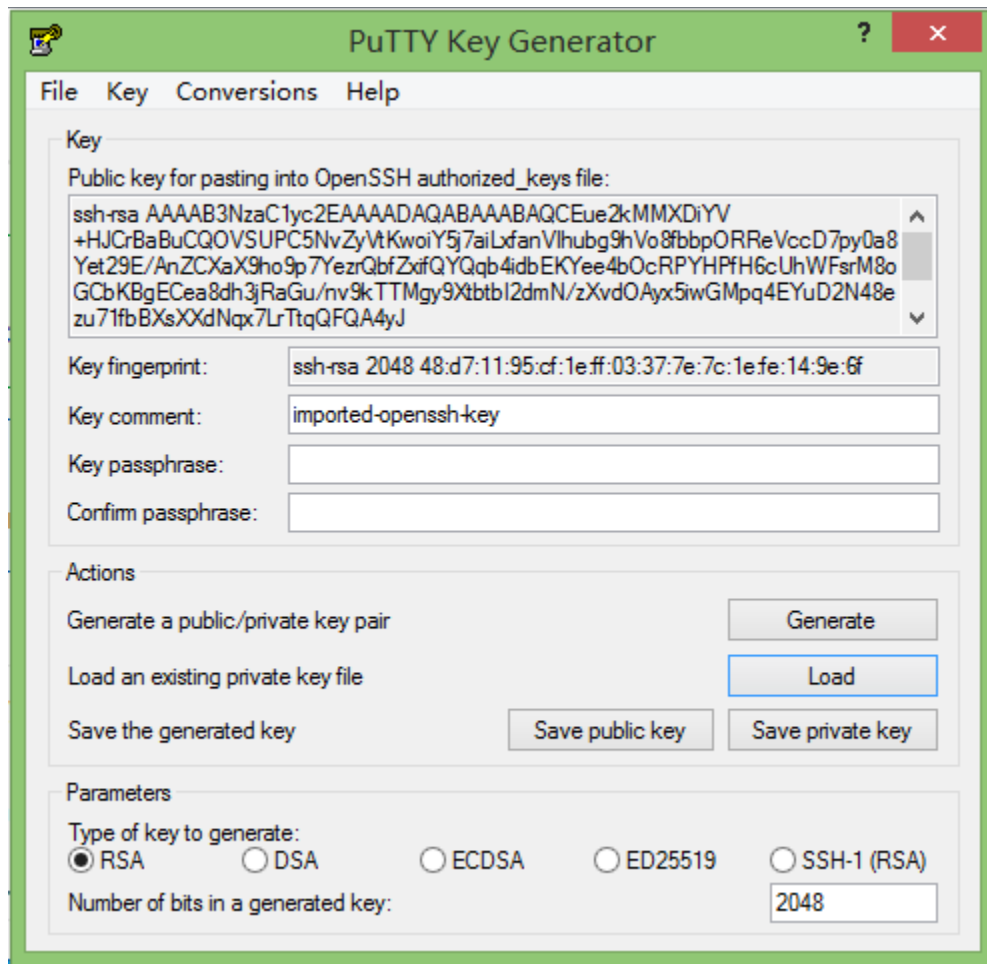 PuTTY Key Generator
?
File Key Conversions Help
Key
Public key for pasting into OpenSSH authorized_keys file:
ssh-rsa AAAAB3NzaC1yc2EAAAADAQABAAABAQCEue2kMMXDiYV
+HJCrBaBuCQOVSUPC5NvZyVtKwoiY5j7aiLxfanVIhubg9hVo8fbbpORReVccD7py0a8
Yet29E/AnZCXaX9ho9p7YezrQbfZxifQYQqb4idbEKYee4bOcRPYHPfH6cUhWFsrM8o
GCbKBgECea8dh3jRaGu/nv9kTTMgy9XtbtbI2dmN/zXvdOAyx5iwGMpq4EYuD2N48e
zu71fbBXsXXdNqx7LrTtqQFQA4yJ
Key fingerprint: ssh-rsa 2048 48:d7:11:95:cf:1e:ff:03:37:7e:7c:1e:fe:14:9e:6f
Key comment: imported-openssh-key
Key passphrase:
Confirm passphrase:
Actions
Generate a public/private key pair Generate
Load an existing private key file Load
Save the generated key Save public key Save private key
Parameters
Type of key to generate:
RSA DSA ECDSA ED25519 SSH-1 (RSA)
Number of bits in a generated key: 2048